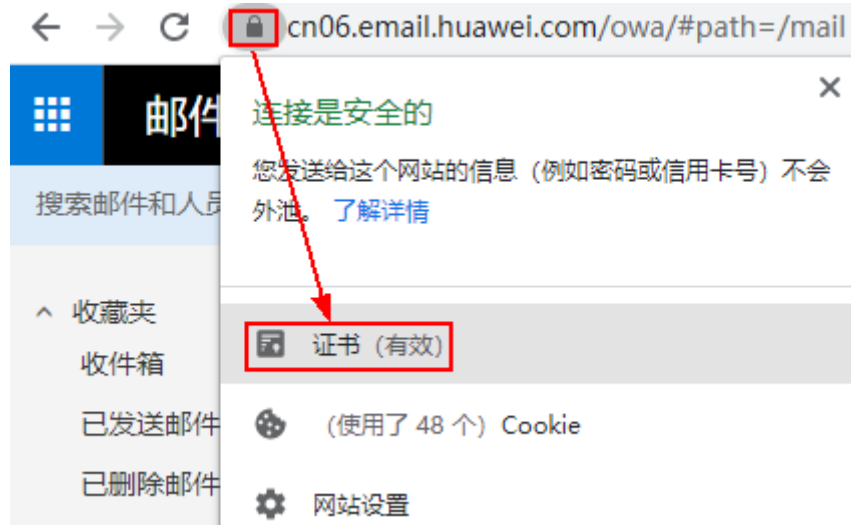 cn06.email.huawei.com/owa/#path=/mail
邮件
连接是安全的
您发送给这个网站的信息（例如密码或信用卡号）不会
外泄。 了解详情
搜索邮件和人员
收藏夹
收件箱
已发送邮件
已删除邮件
证书 (有效)
(使用了 48 个) Cookie
网站设置